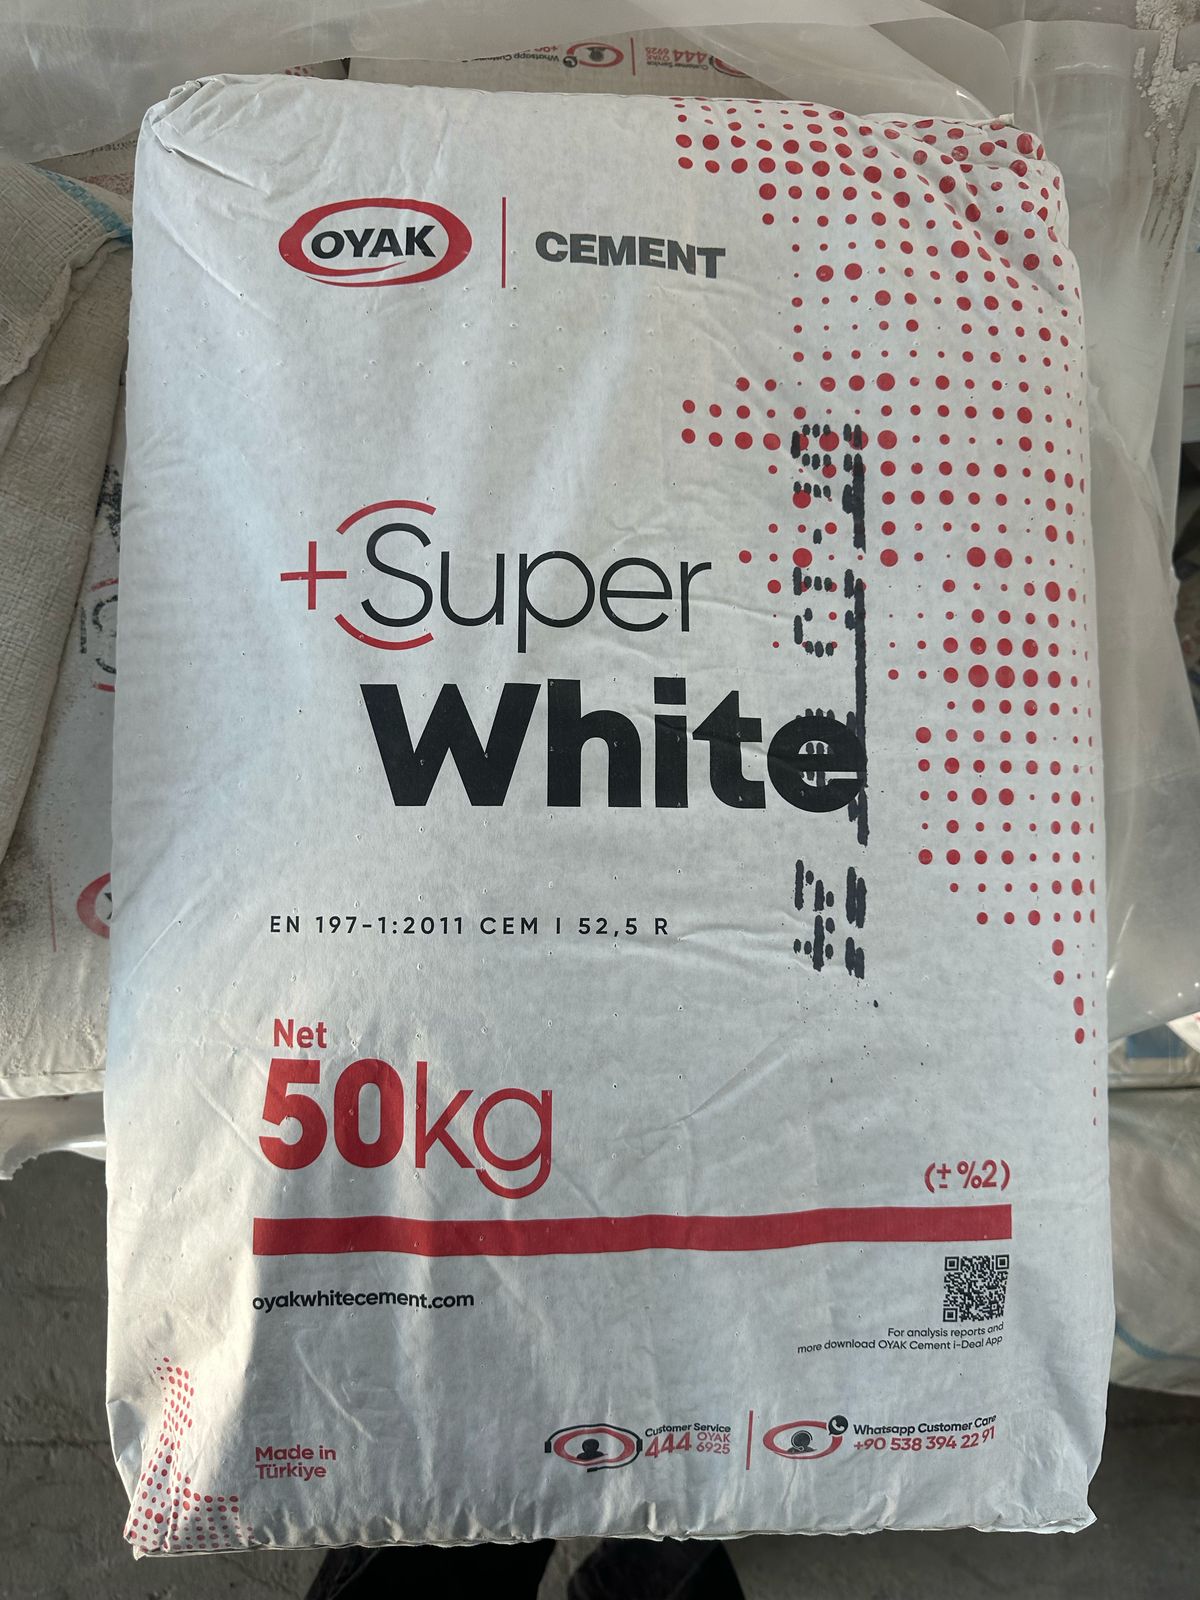 OYAK CEMENT
+Super
White
EN 197-1:2011 CEM I 52,5 R
Net
50kg
(± %2)
oyakwhitecement.com
For analysis reports and
more download OYAK Cement i-Deal App
Made in
Türkiye
Customer Service
444 OYAK
6925
Whatsapp Customer Care
+90 538 394 22 91